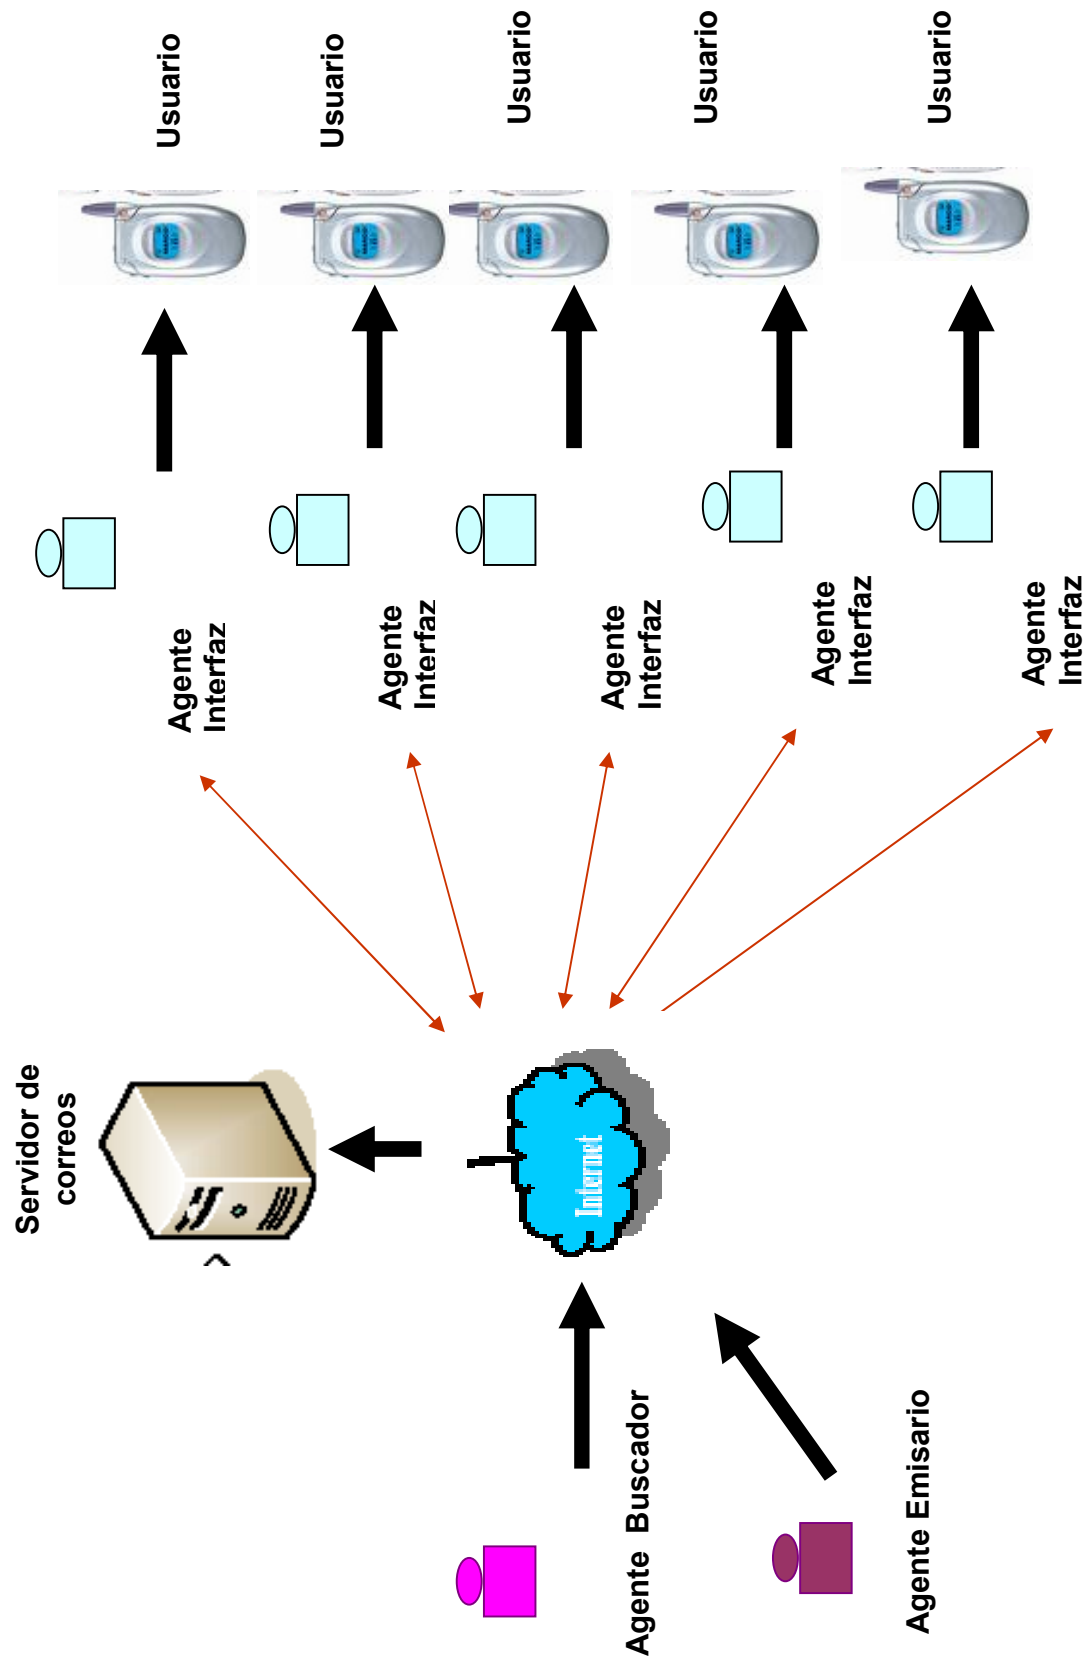 Servidor de
correos
Internet
Agente Buscador
Agente Emisario
Agente
Interfaz
Agente
Interfaz
Agente
Interfaz
Agente
Interfaz
Agente
Interfaz
Usuario
Usuario
Usuario
Usuario
Usuario